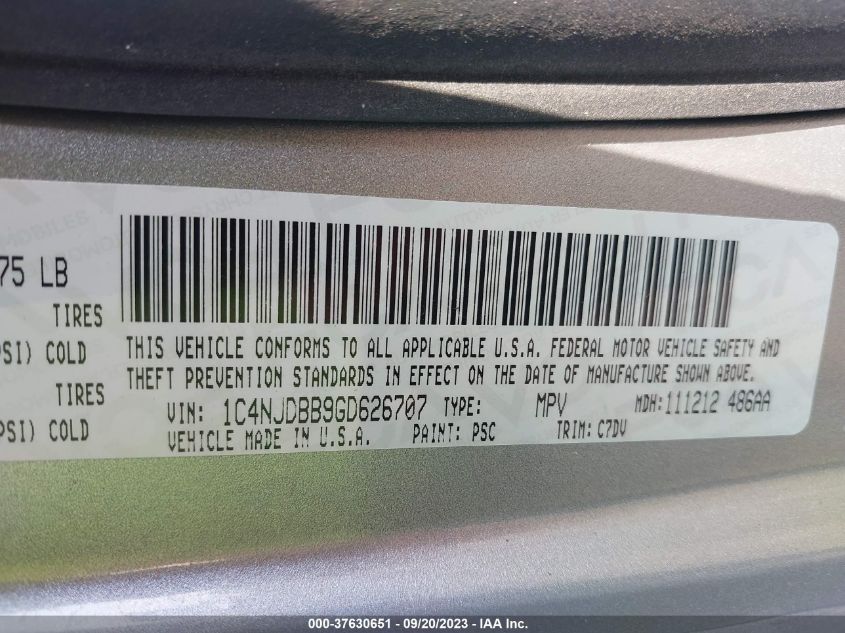 75 LB
TIRES
PSI) COLD
TIRES
PSI) COLD
THIS VEHICLE CONFORMS TO ALL APPLICABLE U.S.A. FEDERAL MOTOR VEHICLE SAFETY AND
THEFT PREVENTION STANDARDS IN EFFECT ON THE DATE OF MANUFACTURE SHOWN ABOVE.
VIN: 1C4NJDBB9GD626707 TYPE: MPV MDH:111212 486AA
VEHICLE MADE IN U.S.A. PAINT: PSC TRIM: C7DV
000-37630651 - 09/20/2023 - IAA Inc.